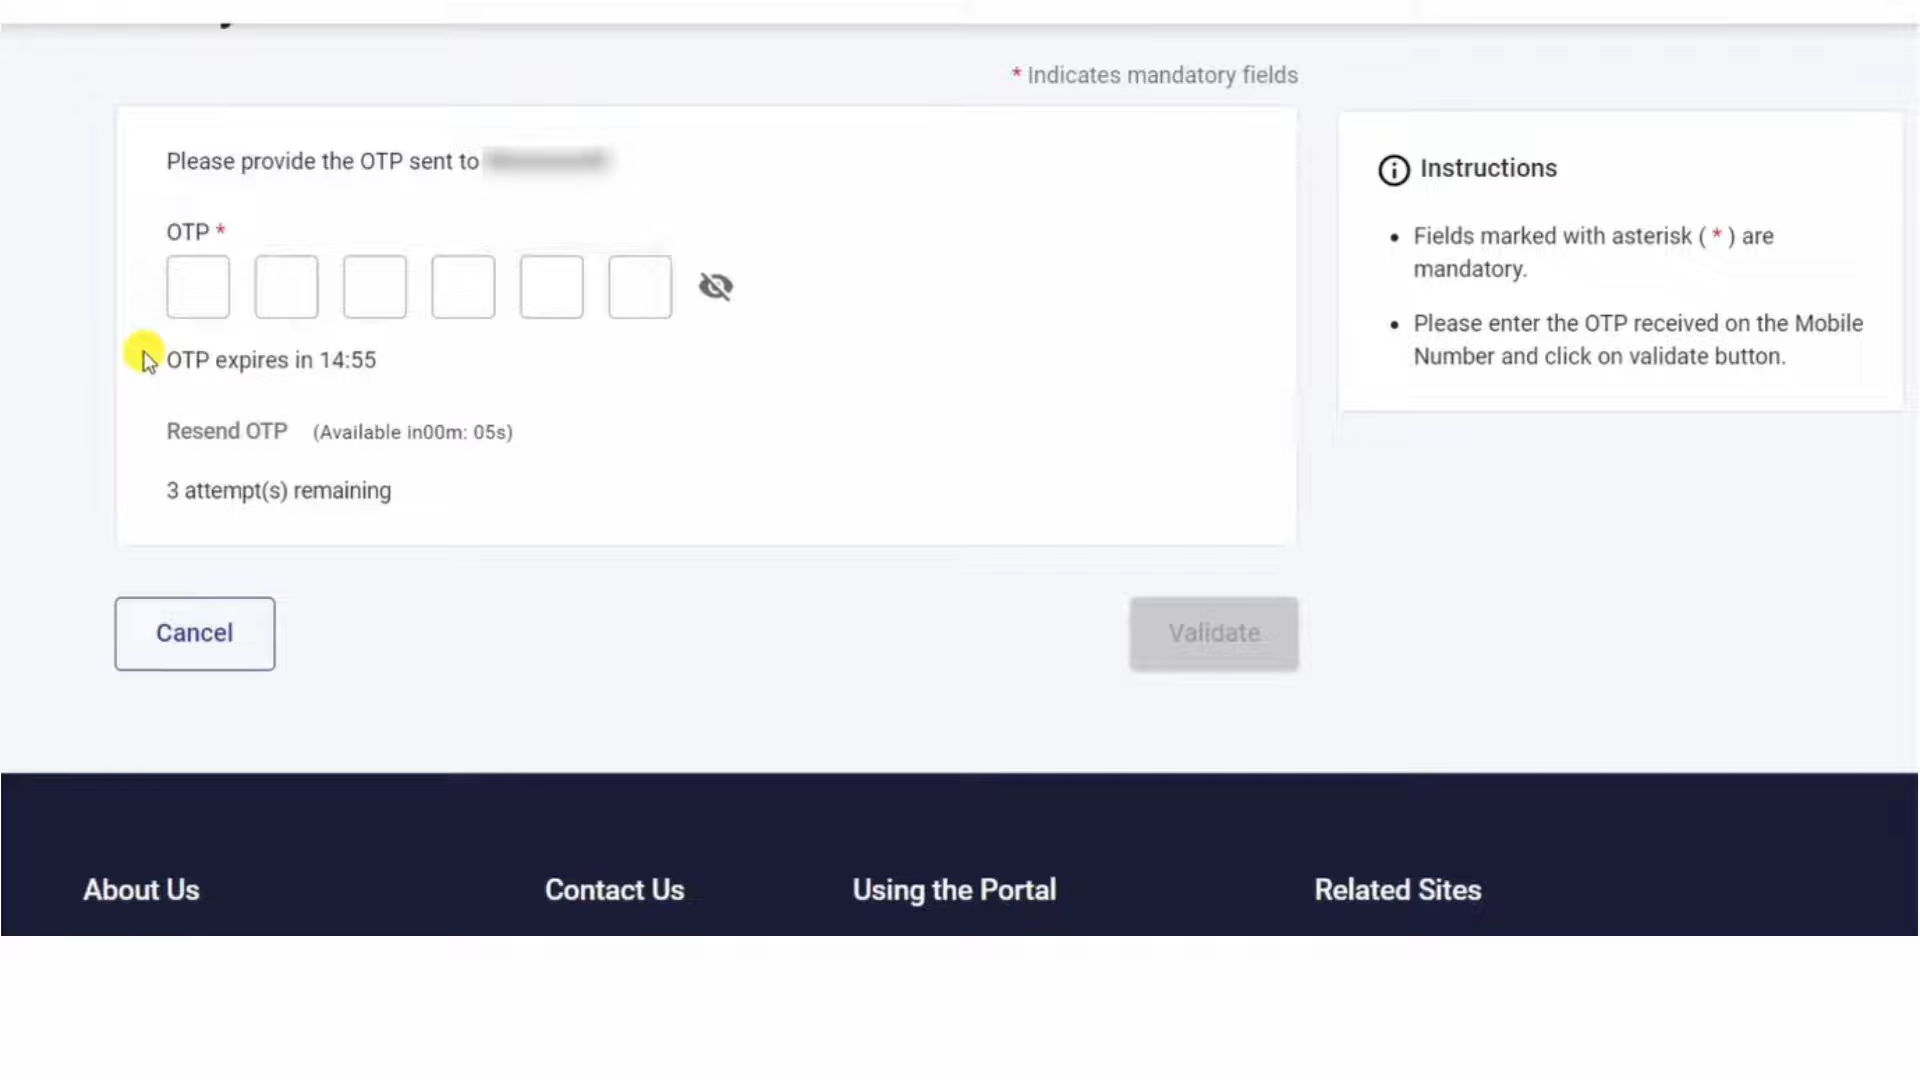 * Indicates mandatory fields
Please provide the OTP sent to
OTP *
OTP expires in 14:55
Resend OTP (Available in00m: 05s)
3 attempt(s) remaining
Cancel
Validate
Instructions
• Fields marked with asterisk ( * ) are
mandatory.
• Please enter the OTP received on the Mobile
Number and click on validate button.
About Us
Contact Us
Using the Portal
Related Sites